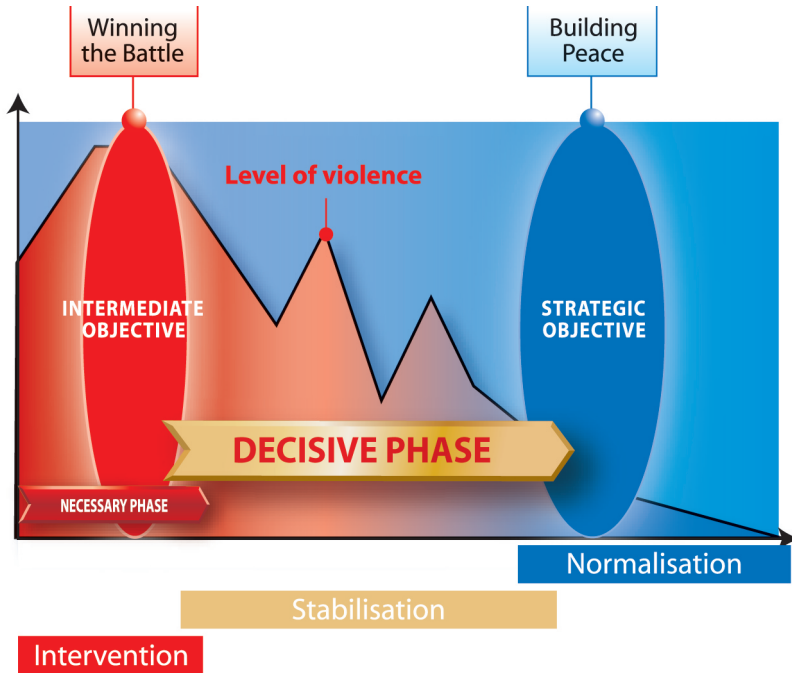 Winning
the Battle
Building
Peace
Level of violence
INTERMEDIATE
OBJECTIVE
STRATEGIC
OBJECTIVE
DECISIVE PHASE
NECESSARY PHASE
Normalisation
Stabilisation
Intervention